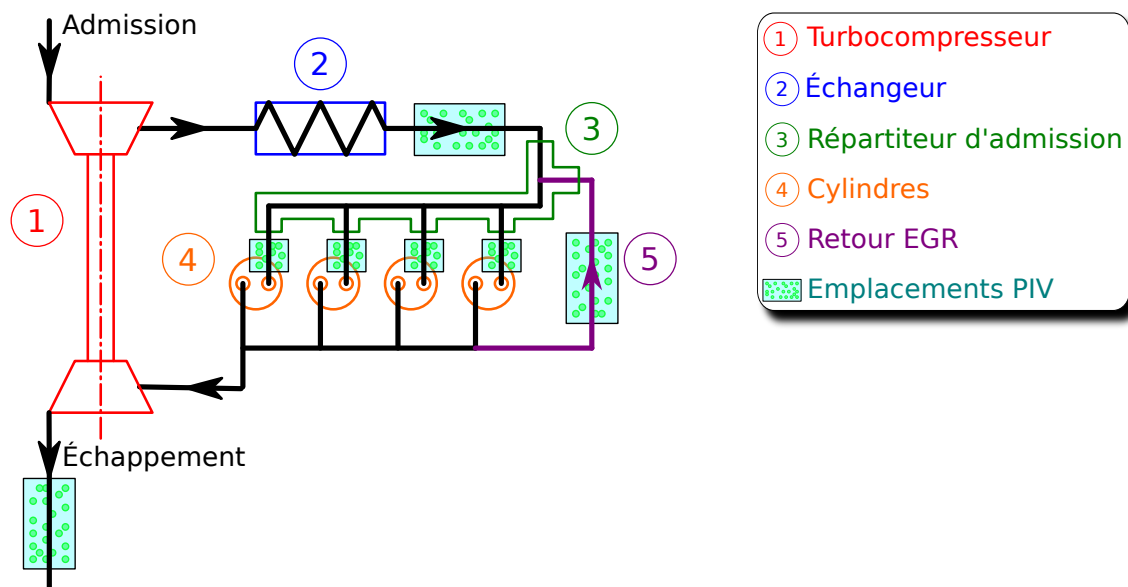 Admission
2
3
1
4
5
Échappement
1 Turbocompresseur
2 Échangeur
3 Répartiteur d'admission
4 Cylindres
5 Retour EGR
Emplacements PIV